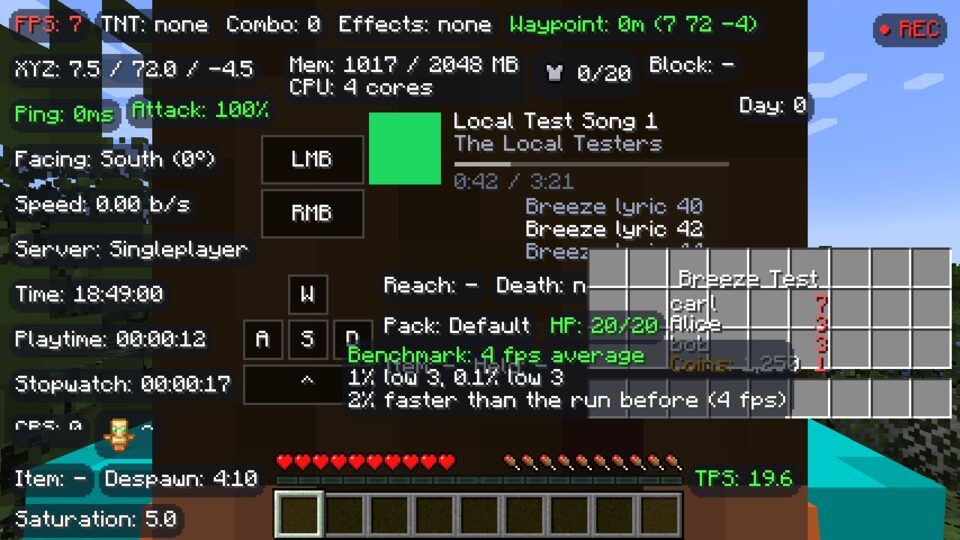 FPS: 7 TNT: none Combo: 0 Effects: none Waypoint: 0m (7 72 -4) REC
XYZ: 7.5 / 72.0 / -4.5 Mem: 1017 / 2048 MB 0/20 Block: -
CPU: 4 cores
Ping: 0ms Attack: 100% Day: 0
Local Test Song 1
The Local Testers
Facing: South (0°) LMB
0:42 / 3:21
Speed: 0.00 b/s RMB Breeze lyric 40
Breeze lyric 42
Server: Singleplayer Breeze
Breeze Test
Time: 18:49:00 W Reach: - Death:
carl 7
Alice 3
Playtime: 00:00:12 A S D Pack: Default HP: 20/20
bob 3
Benchmark: 4 fps average
Coins: 1,250 1
Item: -
1% low 3, 0.1% low 3
Stopwatch: 00:00:17 ^
2% faster than the run before (4 fps)
CPS: 0
Item: - Despawn: 4:10 TPS: 19.6
Saturation: 5.0